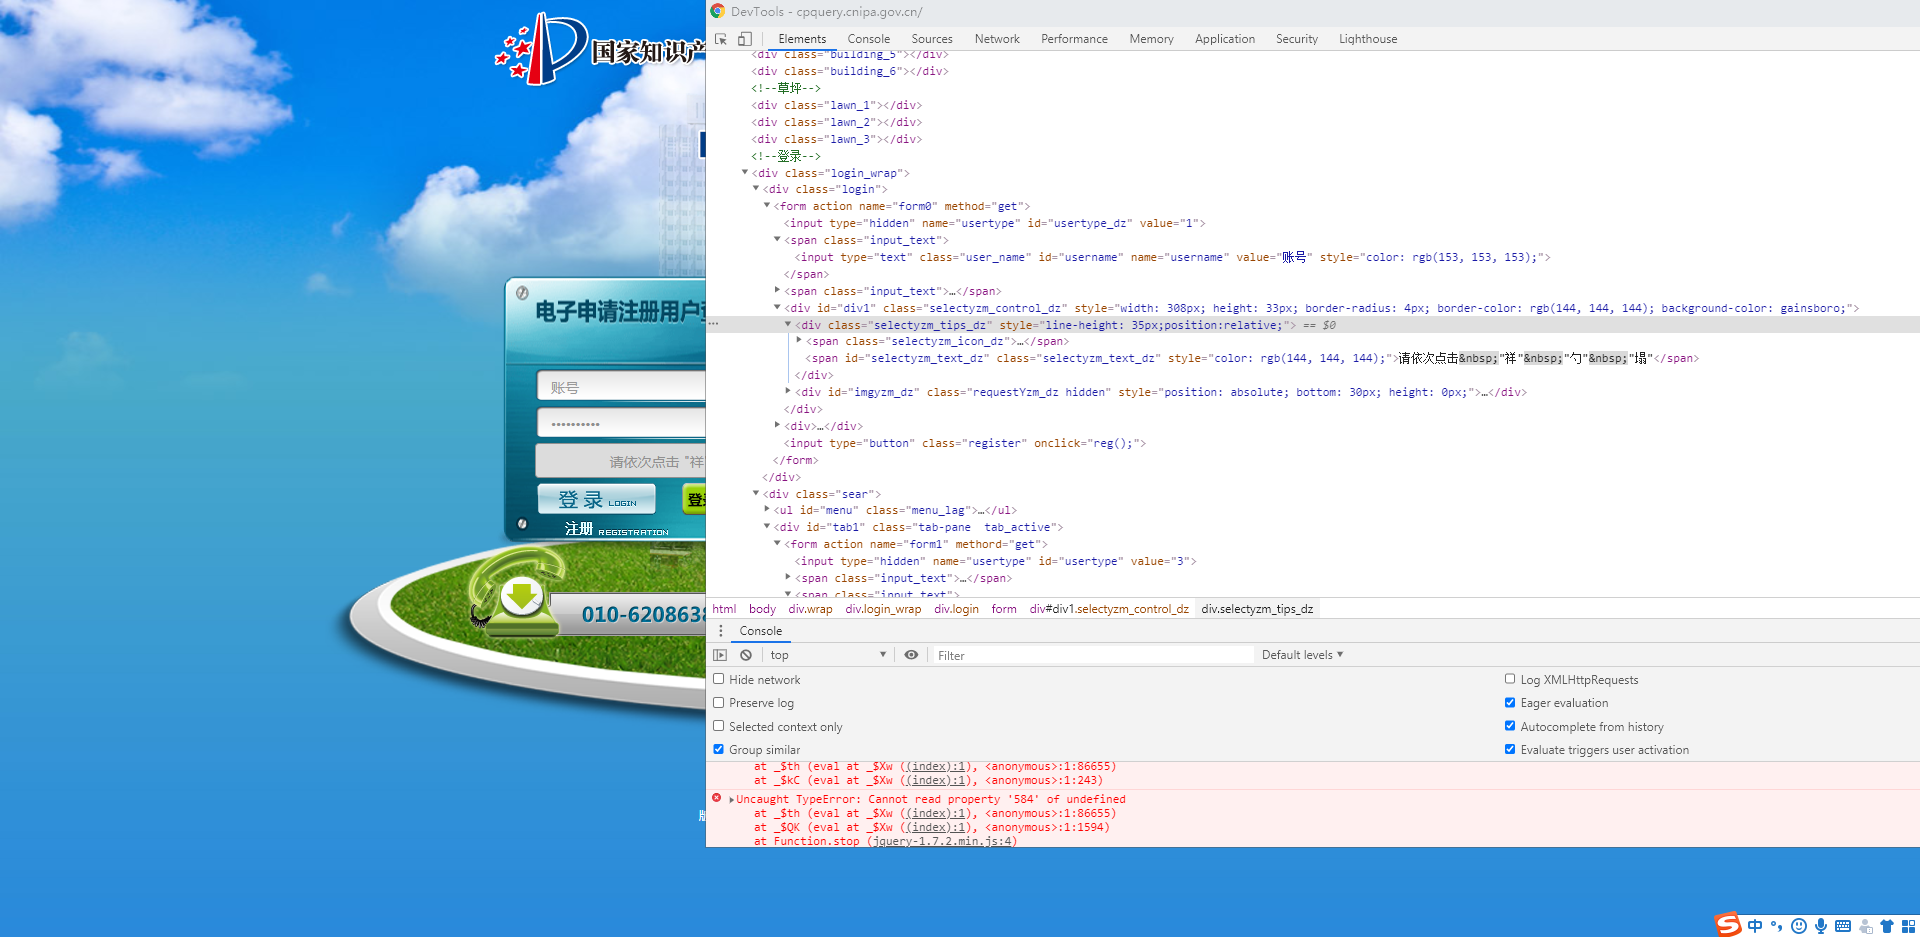 国家知识产
电子申请注册用户登
账号
••••••••••
请依次点击 "祥"
登录 LOGIN
登录
注册 REGISTRATION
010-6208638
版
DevTools - cpquery.cnipa.gov.cn/
Elements Console Sources Network Performance Memory Application Security Lighthouse
<div class="building_5"></div>
<div class="building_6"></div>
<!--草坪-->
<div class="lawn_1"></div>
<div class="lawn_2"></div>
<div class="lawn_3"></div>
<!--登录-->
<div class="login_wrap">
<div class="login">
<form action name="form0" method="get">
<input type="hidden" name="usertype" id="usertype_dz" value="1">
<span class="input_text">
<input type="text" class="user_name" id="username" name="username" value="账号" style="color: rgb(153, 153, 153);">
</span>
<span class="input_text">…</span>
<div id="div1" class="selectyzm_control_dz" style="width: 308px; height: 33px; border-radius: 4px; border-color: rgb(144, 144, 144); background-color: gainsboro;">
… <div class="selectyzm_tips_dz" style="line-height: 35px;position:relative;"> == $0
<span class="selectyzm_icon_dz">…</span>
<span id="selectyzm_text_dz" class="selectyzm_text_dz" style="color: rgb(144, 144, 144);">请依次点击&nbsp;"祥"&nbsp;"勺"&nbsp;"揚"</span>
</div>
<div id="imgyzm_dz" class="requestYzm_dz hidden" style="position: absolute; bottom: 30px; height: 0px;">…</div>
</div>
<div>…</div>
<input type="button" class="register" onclick="reg();">
</form>
</div>
<div class="sear">
<ul id="menu" class="menu_lag">…</ul>
<div id="tab1" class="tab-pane  tab_active">
<form action name="form1" methord="get">
<input type="hidden" name="usertype" id="usertype" value="3">
<span class="input_text">…</span>
<span class="input_text">
html body div.wrap div.login_wrap div.login form div#div1.selectyzm_control_dz div.selectyzm_tips_dz
Console
top Filter Default levels
Hide network Log XMLHttpRequests
Preserve log Eager evaluation
Selected context only Autocomplete from history
Group similar Evaluate triggers user activation
at _$th (eval at _$Xw ((index):1), <anonymous>:1:86655)
at _$kC (eval at _$Xw ((index):1), <anonymous>:1:243)
Uncaught TypeError: Cannot read property '584' of undefined
at _$th (eval at _$Xw ((index):1), <anonymous>:1:86655)
at _$QK (eval at _$Xw ((index):1), <anonymous>:1:1594)
at Function.stop (jquery-1.7.2.min.js:4)
中